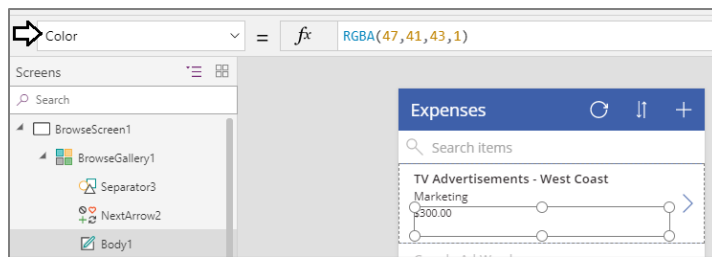 Color = fx RGBA(47,41,43,1)
Screens
Search
BrowseScreen1
BrowseGallery1
Separator3
NextArrow2
Body1
Expenses
Search items
TV Advertisements - West Coast
Marketing
$300.00